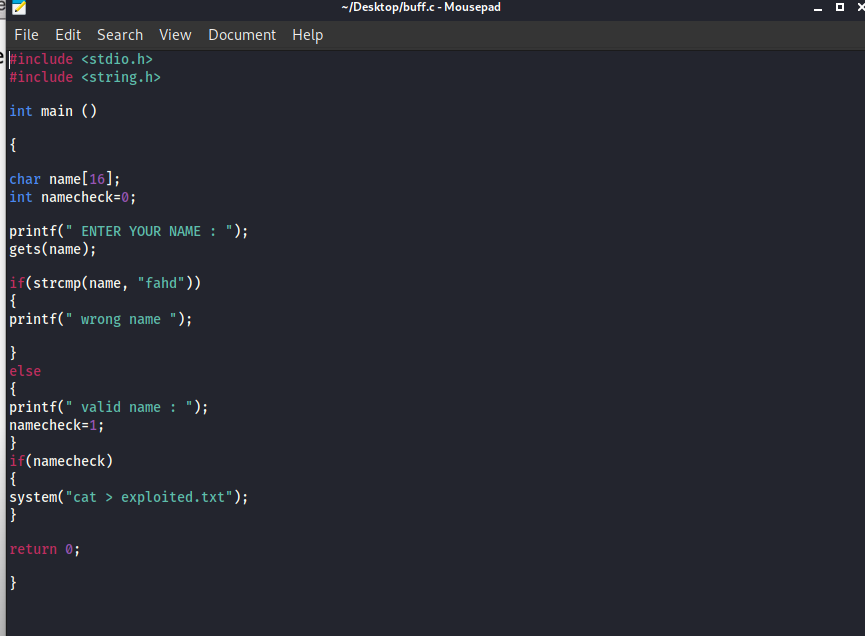 ~/Desktop/buff.c - Mousepad
File Edit Search View Document Help
#include <stdio.h>
#include <string.h>
int main ()
{
char name[16];
int namecheck=0;
printf(" ENTER YOUR NAME : ");
gets(name);
if(strcmp(name, "fahd"))
{
printf(" wrong name ");
}
else
{
printf(" valid name : ");
namecheck=1;
}
if(namecheck)
{
system("cat > exploited.txt");
}
return 0;
}